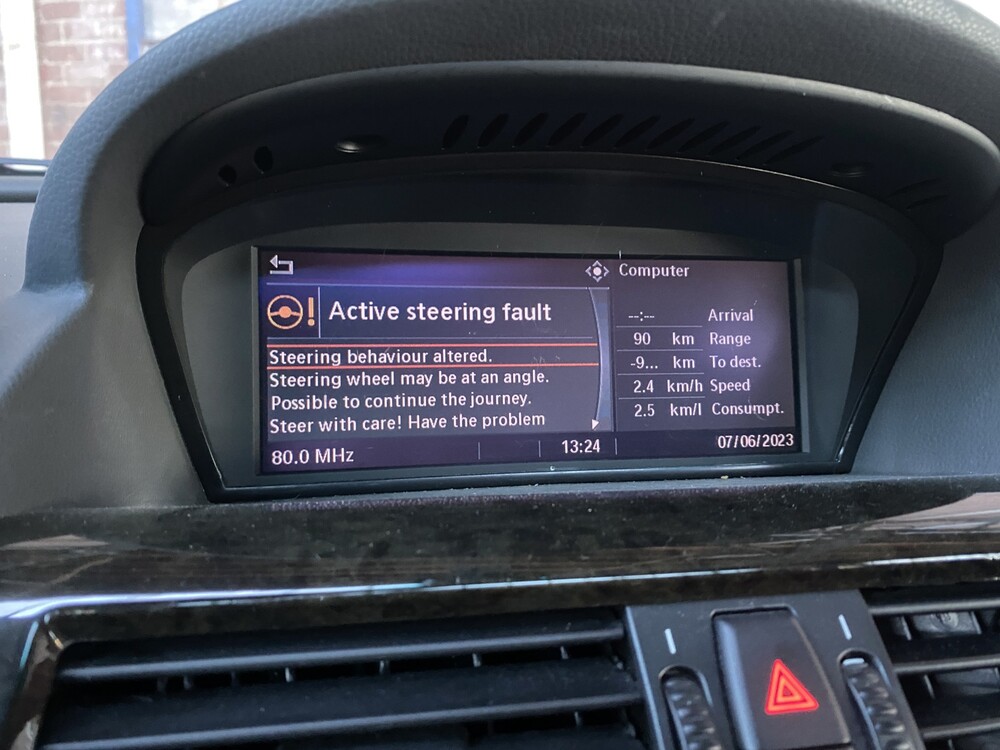 Computer
Active steering fault
Steering behaviour altered.
Steering wheel may be at an angle.
Possible to continue the journey.
Steer with care! Have the problem
--:-- Arrival
90 km Range
-9... km To dest.
2.4 km/h Speed
2.5 km/l Consumpt.
80.0 MHz
13:24
07/06/2023